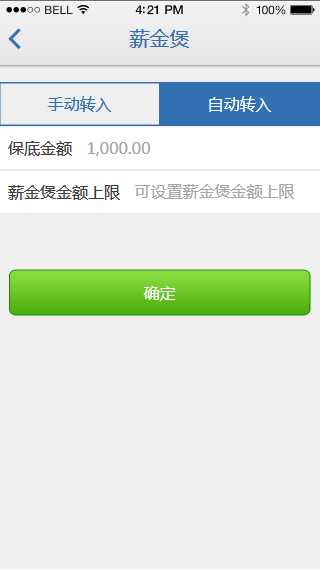 BELL 4:21 PM 100%
薪金煲
手动转入 自动转入
保底金额 1,000.00
薪金煲金额上限 可设置薪金煲金额上限
确定